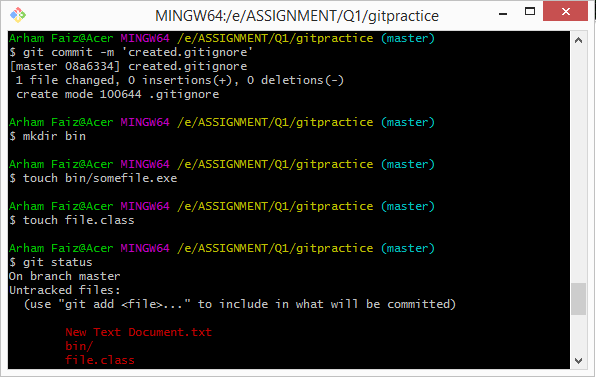 MINGW64:/e/ASSIGNMENT/Q1/gitpractice
Arham Faiz@Acer MINGW64 /e/ASSIGNMENT/Q1/gitpractice (master)
$ git commit -m 'created.gitignore'
[master 08a6334] created.gitignore
 1 file changed, 0 insertions(+), 0 deletions(-)
 create mode 100644 .gitignore
Arham Faiz@Acer MINGW64 /e/ASSIGNMENT/Q1/gitpractice (master)
$ mkdir bin
Arham Faiz@Acer MINGW64 /e/ASSIGNMENT/Q1/gitpractice (master)
$ touch bin/somefile.exe
Arham Faiz@Acer MINGW64 /e/ASSIGNMENT/Q1/gitpractice (master)
$ touch file.class
Arham Faiz@Acer MINGW64 /e/ASSIGNMENT/Q1/gitpractice (master)
$ git status
On branch master
Untracked files:
  (use "git add <file>..." to include in what will be committed)
        New Text Document.txt
        bin/
        file.class